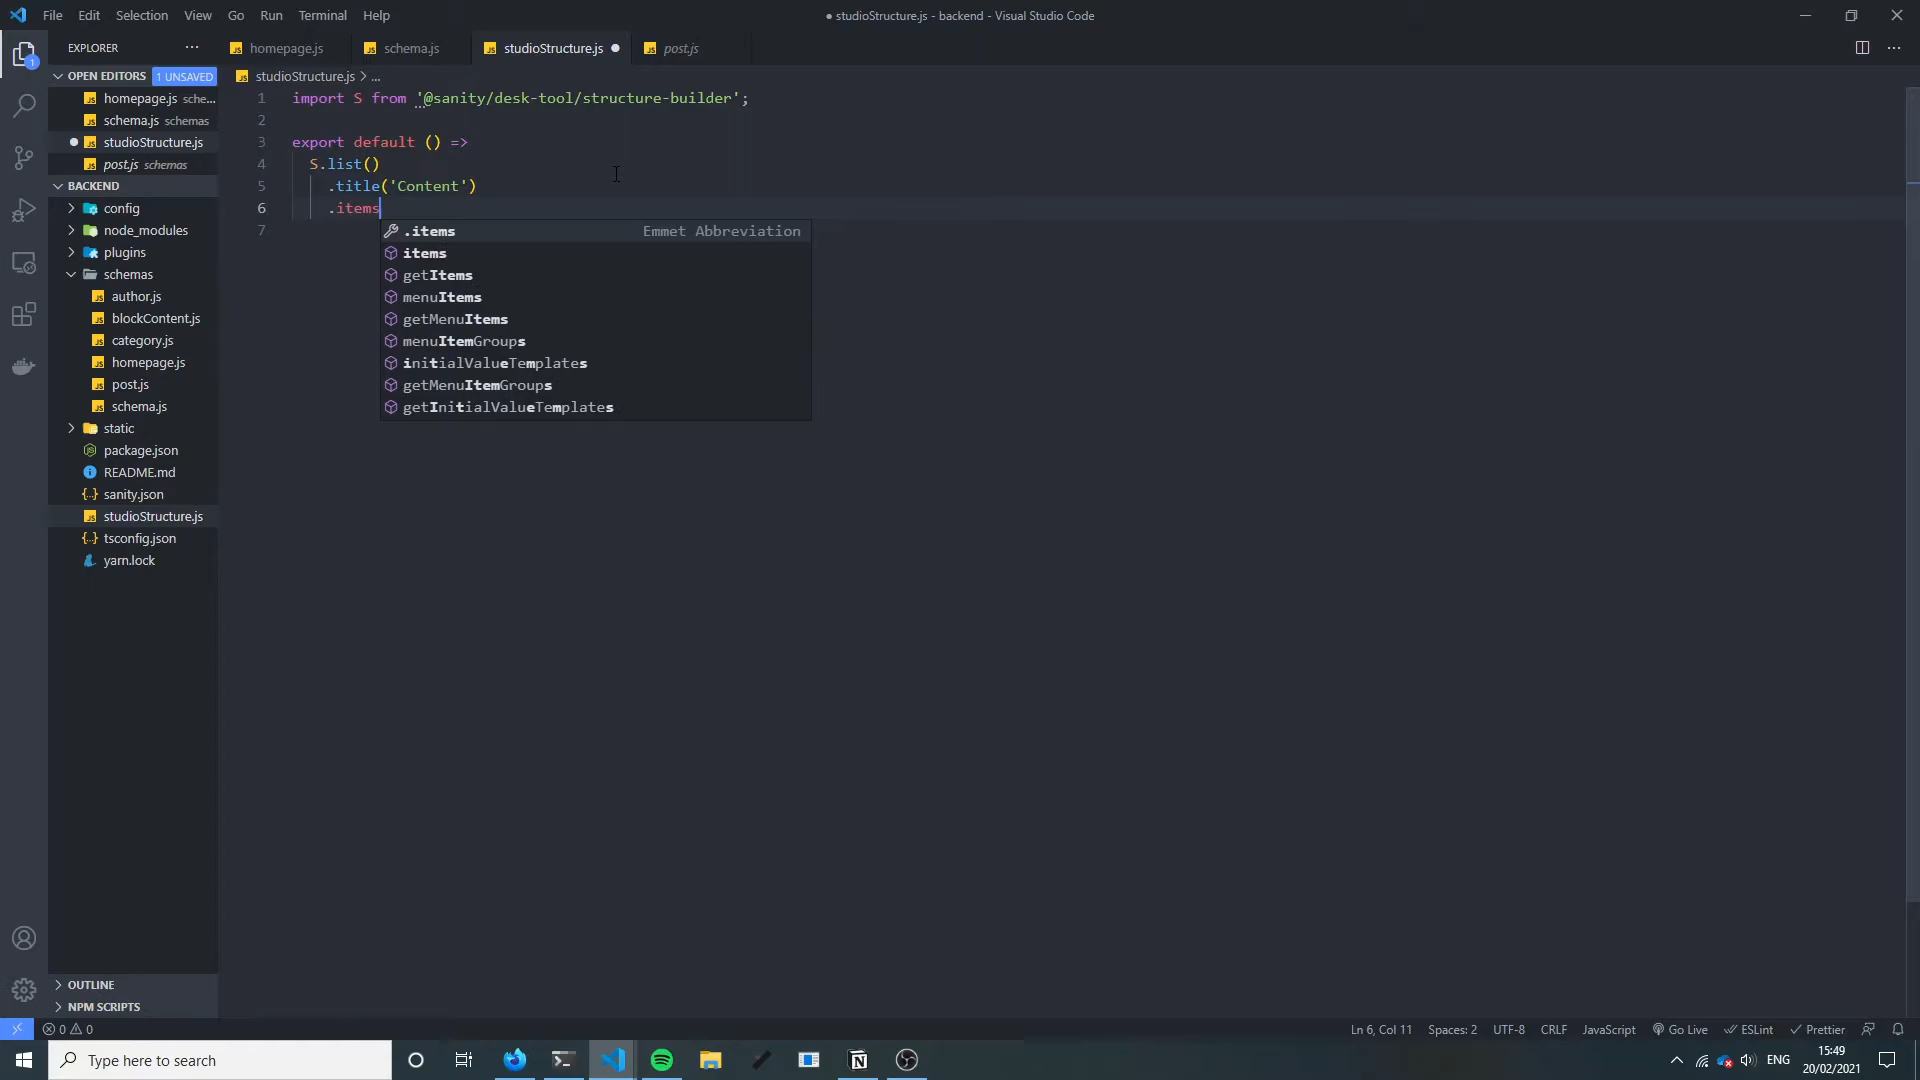 File Edit Selection View Go Run Terminal Help
● studioStructure.js - backend - Visual Studio Code
EXPLORER
homepage.js
schema.js
studioStructure.js
post.js
OPEN EDITORS
1 UNSAVED
homepage.js sche...
schema.js schemas
studioStructure.js
post.js schemas
BACKEND
config
node_modules
plugins
schemas
author.js
blockContent.js
category.js
homepage.js
post.js
schema.js
static
package.json
README.md
sanity.json
studioStructure.js
tsconfig.json
yarn.lock
OUTLINE
NPM SCRIPTS
studioStructure.js > ...
1 import S from '@sanity/desk-tool/structure-builder';
2
3 export default () =>
4 S.list()
5 .title('Content')
6 .items
7
.items Emmet Abbreviation
items
getItems
menuItems
getMenuItems
menuItemGroups
initialValueTemplates
getMenuItemGroups
getInitialValueTemplates
0 0
Ln 6, Col 11 Spaces: 2 UTF-8 CRLF JavaScript Go Live ESLint Prettier
Type here to search
ENG
15:49
20/02/2021